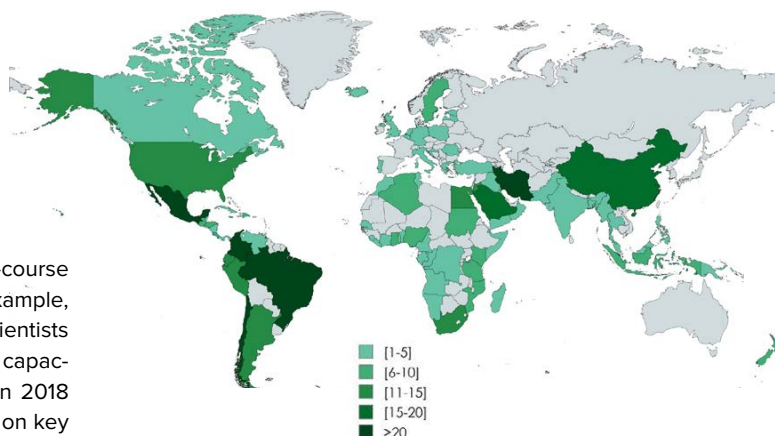 -course
xample,
ientists
capac-
n 2018
on key
[1-5]
[6-10]
[11-15]
[15-20]
>20